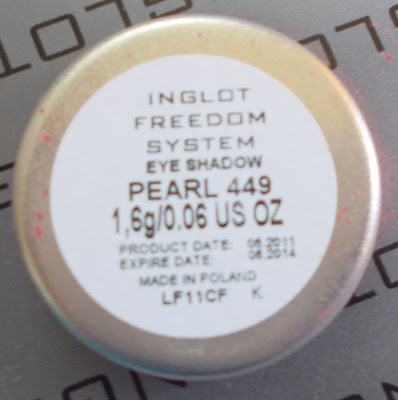 INGLOT
FREEDOM
SYSTEM
EYE SHADOW
PEARL 449
1,6g/0.06 US OZ
PRODUCT DATE: 06.2011
EXPIRE DATE: 06.2014
MADE IN POLAND
LF11CF K